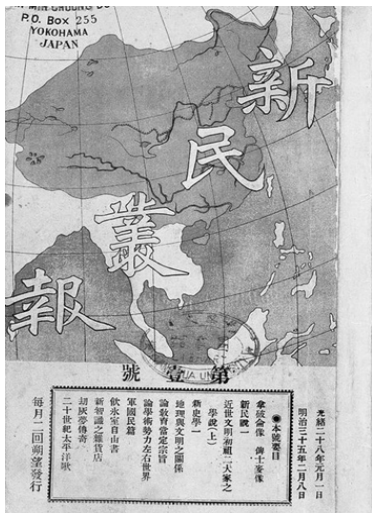 P.O. Box 255
YOKOHAMA
JAPAN
新民叢報
第壹號
光緒二十八年元月一日
明治三十五年二月八日
◉本號要目
拿破侖像 俾士麥像
新民說一
近世文明初祖二大家之
學說(上)
新史學一
地理與文明之關係
論教育當定宗旨
論學術勢力左右世界
軍國民篇
飲氷室自由書
新智識之雜貨店
劫灰夢傳奇
二十世紀太平洋歌
每月二回朔望發行